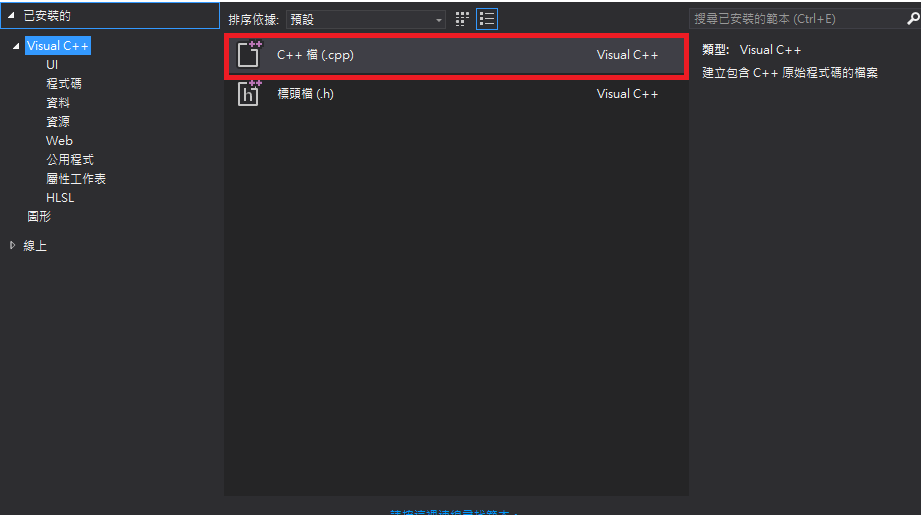 已安裝的
Visual C++
UI
程式碼
資料
資源
Web
公用程式
屬性工作表
HLSL
圖形
線上
排序依據: 預設
C++ 檔 (.cpp) Visual C++
標頭檔 (.h) Visual C++
搜尋已安裝的範本 (Ctrl+E)
類型: Visual C++
建立包含 C++ 原始程式碼的檔案